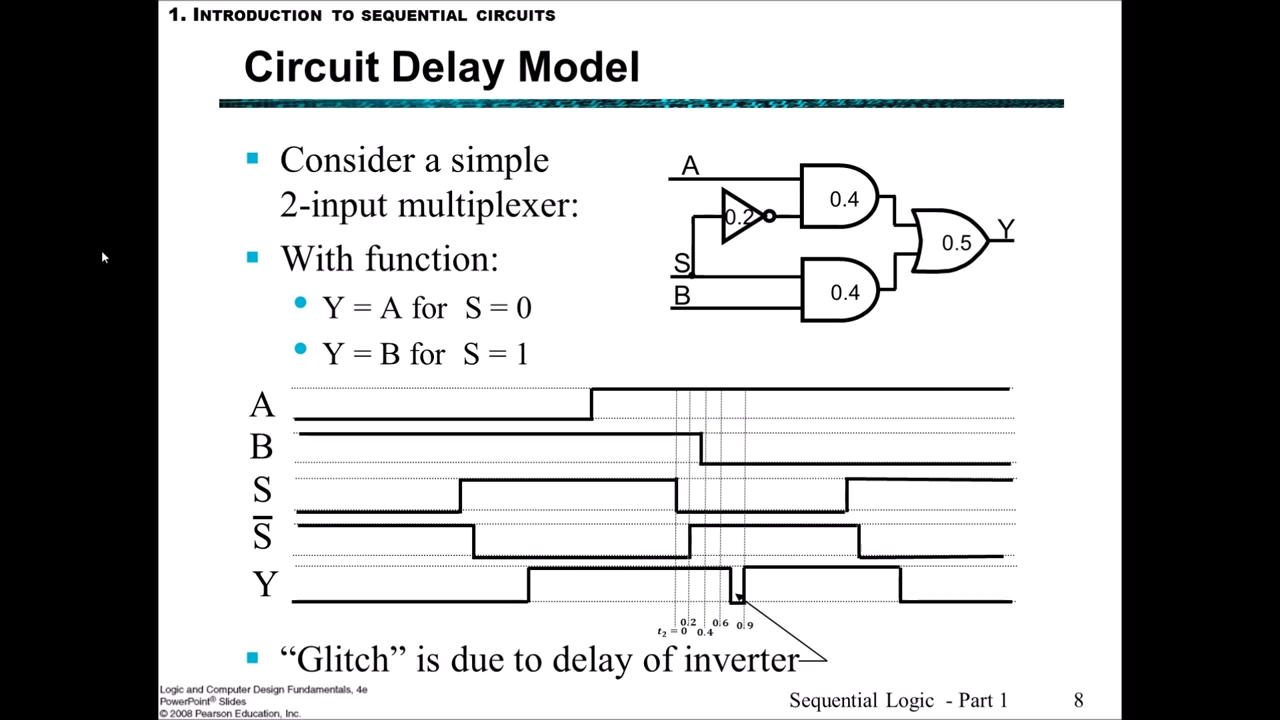 1. INTRODUCTION TO SEQUENTIAL CIRCUITS
Circuit Delay Model
Consider a simple
2-input multiplexer:
With function:
Y = A for S = 0
Y = B for S = 1
A
0.4
0.2
S
B
0.4
0.5
Y
A
B
S
S̅
Y
t₂ = 0
0.2
0.4
0.6
0.9
“Glitch” is due to delay of inverter
Logic and Computer Design Fundamentals, 4e
PowerPoint® Slides
© 2008 Pearson Education, Inc.
Sequential Logic - Part 1 8